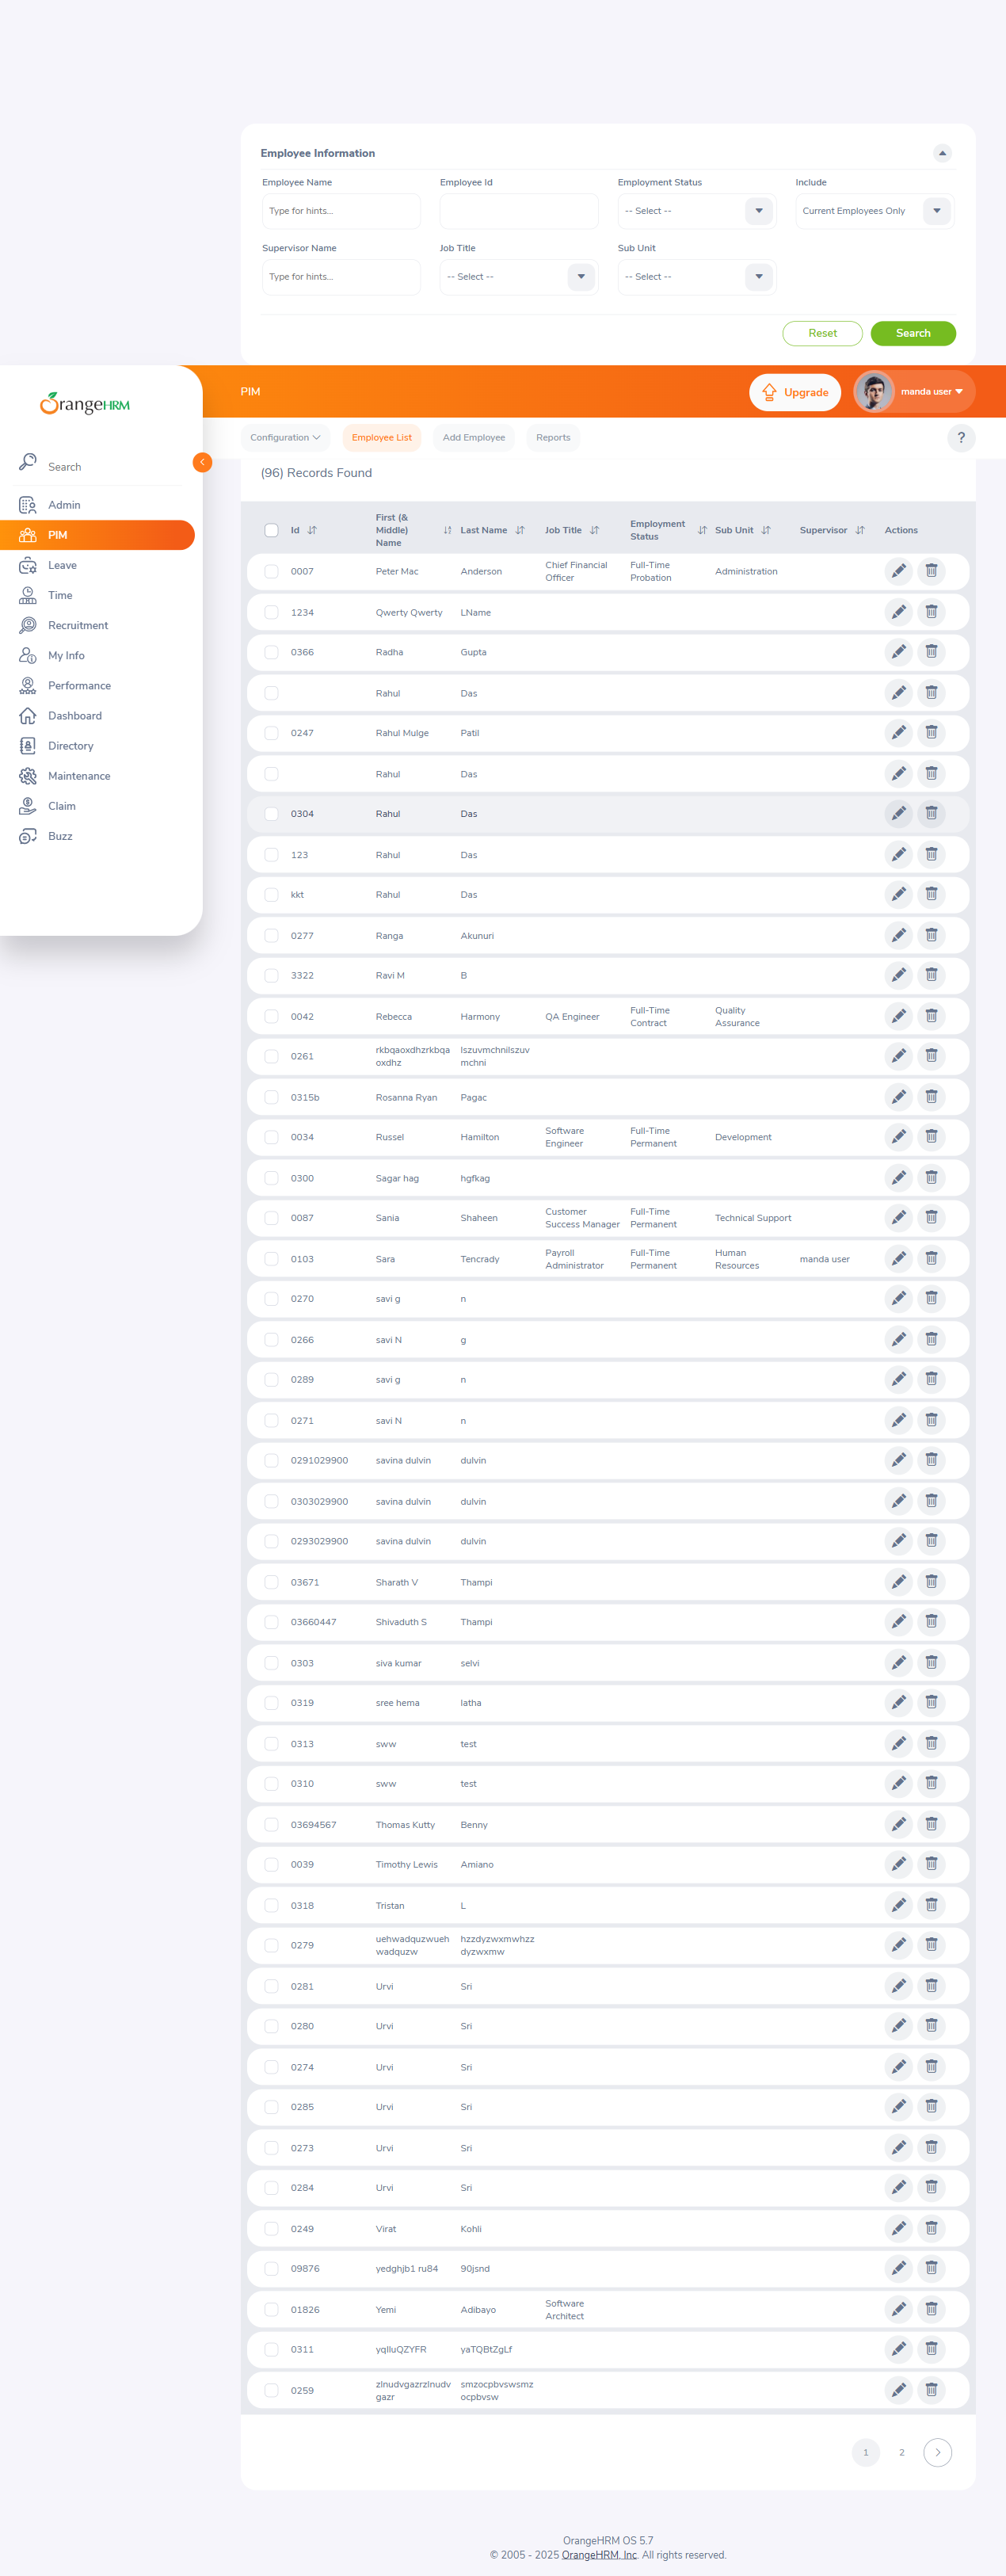 Employee Information
Employee Name Employee Id Employment Status Include
Type for hints... -- Select -- Current Employees Only
Supervisor Name Job Title Sub Unit
Type for hints... -- Select -- -- Select --
Reset Search
OrangeHRM
PIM Upgrade manda user
Configuration Employee List Add Employee Reports ?
Search
Admin
PIM
Leave
Time
Recruitment
My Info
Performance
Dashboard
Directory
Maintenance
Claim
Buzz
(96) Records Found
Id First (& Middle) Name Last Name Job Title Employment Status Sub Unit Supervisor Actions
0007 Peter Mac Anderson Chief Financial Officer Full-Time Probation Administration
1234 Qwerty Qwerty LName
0366 Radha Gupta
Rahul Das
0247 Rahul Mulge Patil
Rahul Das
0304 Rahul Das
123 Rahul Das
kkt Rahul Das
0277 Ranga Akunuri
3322 Ravi M B
0042 Rebecca Harmony QA Engineer Full-Time Contract Quality Assurance
0261 rkbqaoxdhzrkbqa oxdhz lszuvmchnilszuv mchni
0315b Rosanna Ryan Pagac
0034 Russel Hamilton Software Engineer Full-Time Permanent Development
0300 Sagar hag hgfkag
0087 Sania Shaheen Customer Success Manager Full-Time Permanent Technical Support
0103 Sara Tencrady Payroll Administrator Full-Time Permanent Human Resources manda user
0270 savi g n
0266 savi N g
0289 savi g n
0271 savi N n
0291029900 savina dulvin dulvin
0303029900 savina dulvin dulvin
0293029900 savina dulvin dulvin
03671 Sharath V Thampi
03660447 Shivaduth S Thampi
0303 siva kumar selvi
0319 sree hema latha
0313 sww test
0310 sww test
03694567 Thomas Kutty Benny
0039 Timothy Lewis Amiano
0318 Tristan L
0279 uehwadquzwueh wadquzw hzzdyzwxmwhzz dyzwxmw
0281 Urvi Sri
0280 Urvi Sri
0274 Urvi Sri
0285 Urvi Sri
0273 Urvi Sri
0284 Urvi Sri
0249 Virat Kohli
09876 yedghjb1 ru84 90jsnd
01826 Yemi Adibayo Software Architect
0311 yqlluQZYFR yaTQBtZgLf
0259 zlnudvgazrzlnudv gazr smzocpbvswsmz ocpbvsw
1 2
OrangeHRM OS 5.7
© 2005 - 2025 OrangeHRM, Inc. All rights reserved.